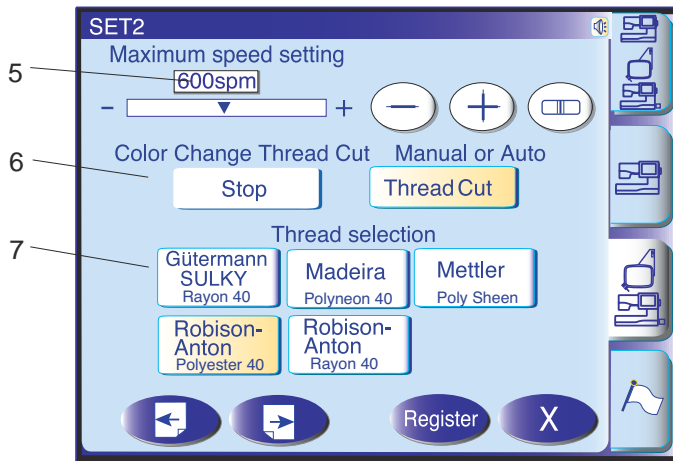 SET2
Maximum speed setting
5
600spm
- +
6
Color Change Thread Cut Manual or Auto
Stop Thread Cut
7
Thread selection
Gütermann
SULKY
Rayon 40
Madeira
Polyneon 40
Mettler
Poly Sheen
Robison-
Anton
Polyester 40
Robison-
Anton
Rayon 40
Register X